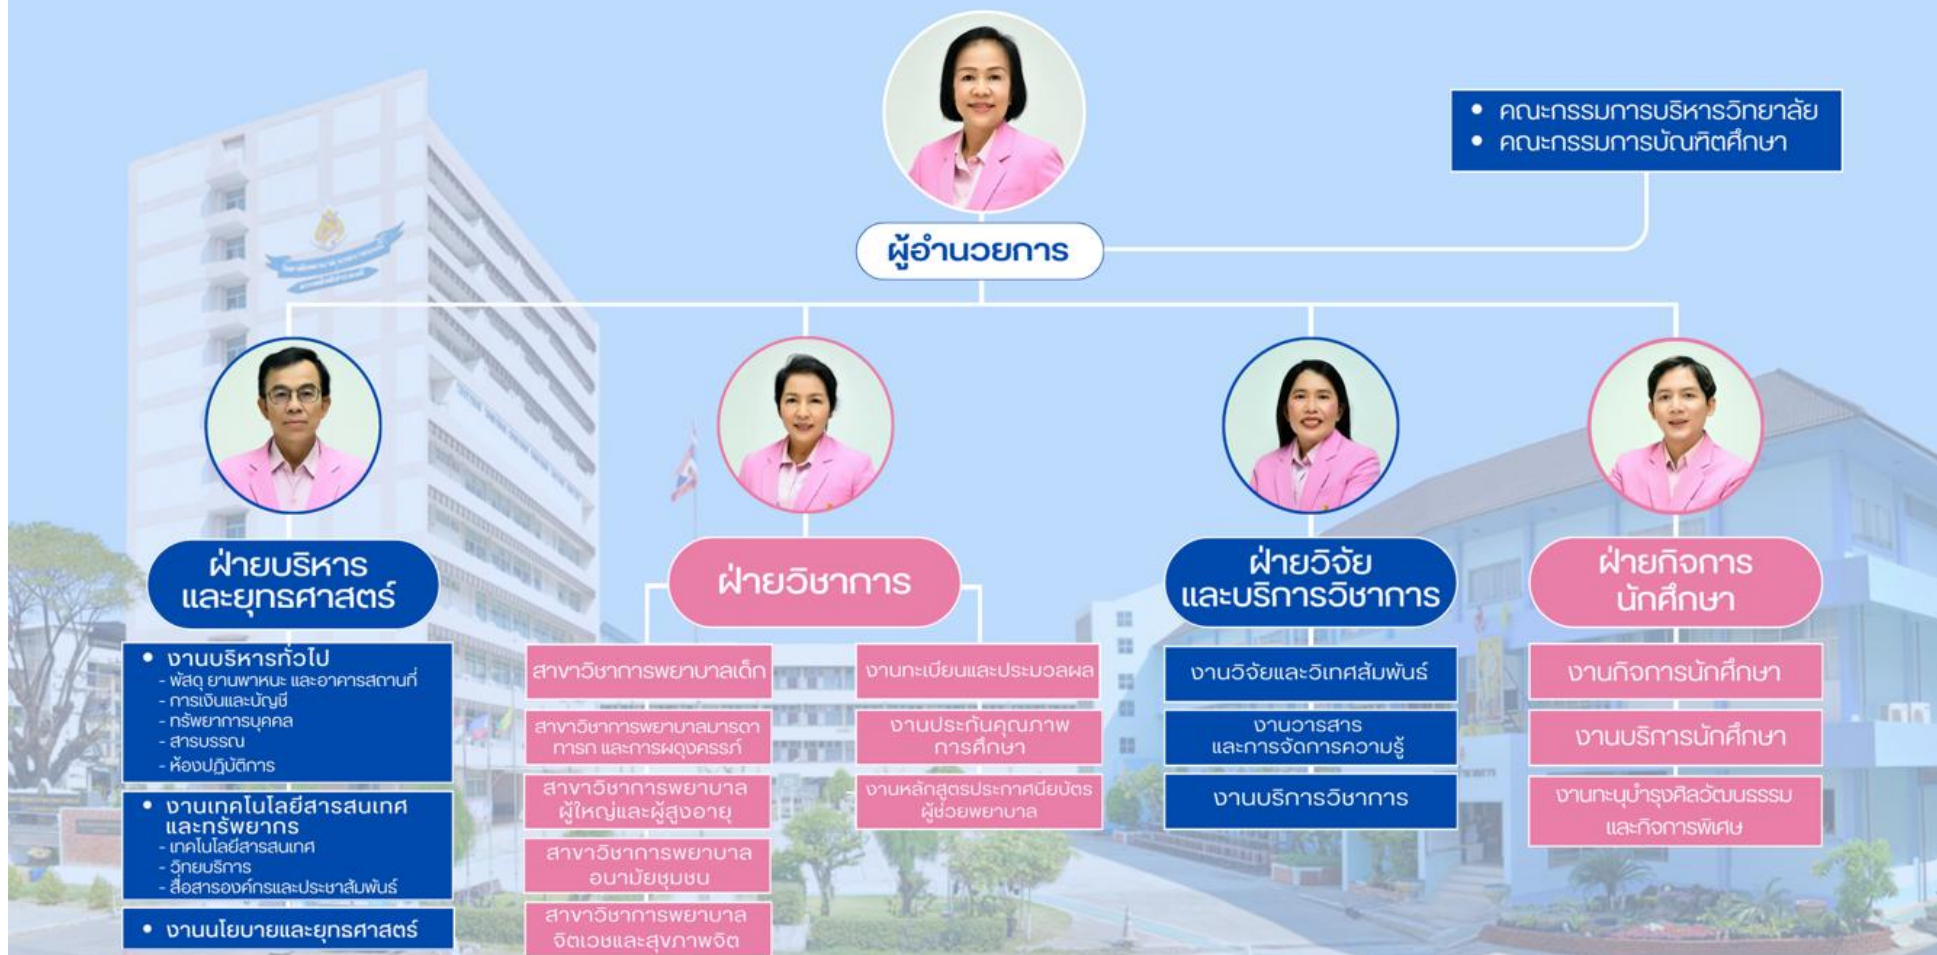 • คณะกรรมการบริหารวิทยาลัย
• คณะกรรมการบัณฑิตศึกษา
ผู้อำนวยการ
ฝ่ายบริหาร
และยุทธศาสตร์
• งานบริหารทั่วไป
- พัสดุ ยานพาหนะ และอาคารสถานที่
- การเงินและบัญชี
- ทรัพยาการบุคคล
- สารบรรณ
- ห้องปฏิบัติการ
• งานเทคโนโลยีสารสนเทศ
และทรัพยากร
- เทคโนโลยีสารสนเทศ
- วิทยบริการ
- สื่อสารองค์กรและประชาสัมพันธ์
• งานนโยบายและยุทธศาสตร์
ฝ่ายวิชาการ
สาขาวิชาการพยาบาลเด็ก
สาขาวิชาการพยาบาลมารดา
ทารก และการผดุงครรภ์
สาขาวิชาการพยาบาล
ผู้ใหญ่และผู้สูงอายุ
สาขาวิชาการพยาบาล
อนามัยชุมชน
สาขาวิชาการพยาบาล
จิตเวชและสุขภาพจิต
งานทะเบียนและประมวลผล
งานประกันคุณภาพ
การศึกษา
งานหลักสูตรประกาศนียบัตร
ผู้ช่วยพยาบาล
ฝ่ายวิจัย
และบริการวิชาการ
งานวิจัยและวิเทศสัมพันธ์
งานวารสาร
และการจัดการความรู้
งานบริการวิชาการ
ฝ่ายกิจการ
นักศึกษา
งานกิจการนักศึกษา
งานบริการนักศึกษา
งานทะนุบำรุงศิลวัฒนธรรม
และกิจการพิเศษ